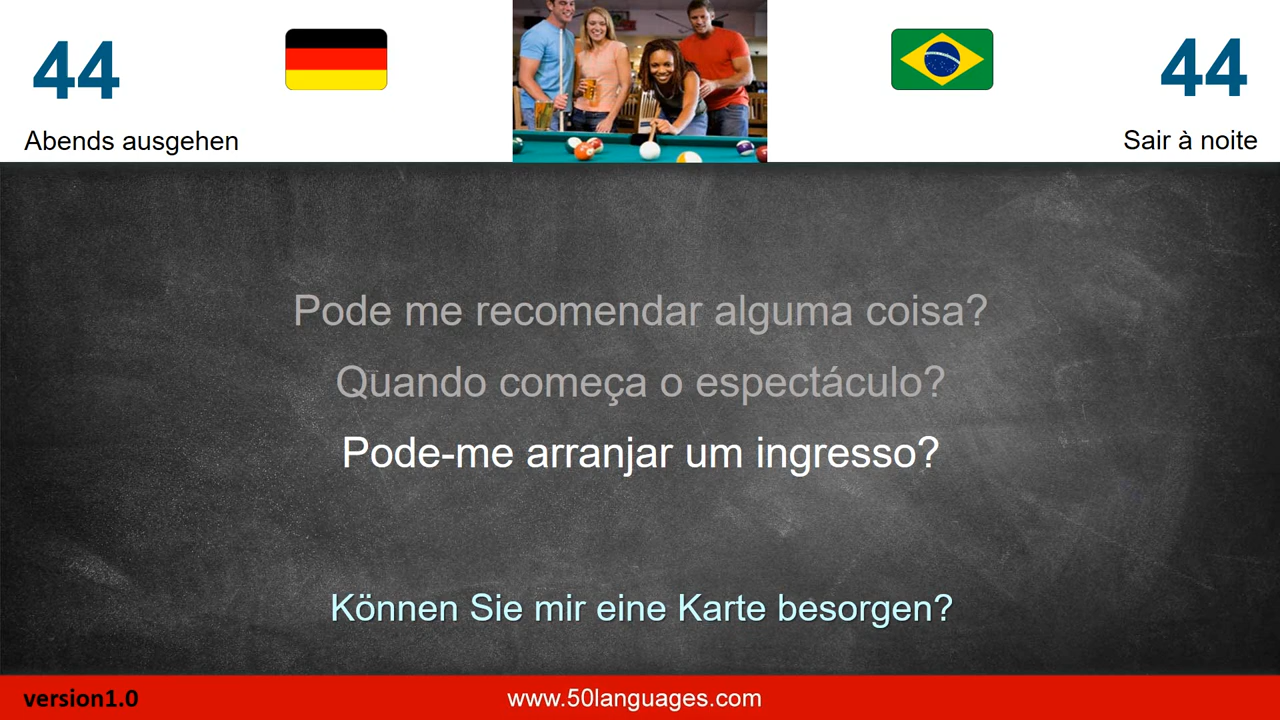 44
44
Abends ausgehen
Sair à noite
Pode me recomendar alguma coisa?
Quando começa o espectáculo?
Pode-me arranjar um ingresso?
Können Sie mir eine Karte besorgen?
version1.0
www.50languages.com